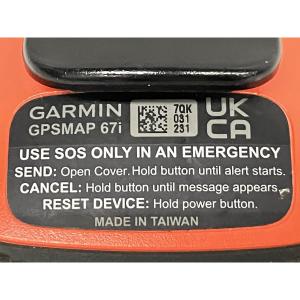 GARMIN
GPSMAP 67i
7QK
031
231
UK
CA
USE SOS ONLY IN AN EMERGENCY
SEND: Open Cover. Hold button until alert starts.
CANCEL: Hold button until message appears.
RESET DEVICE: Hold power button.
MADE IN TAIWAN